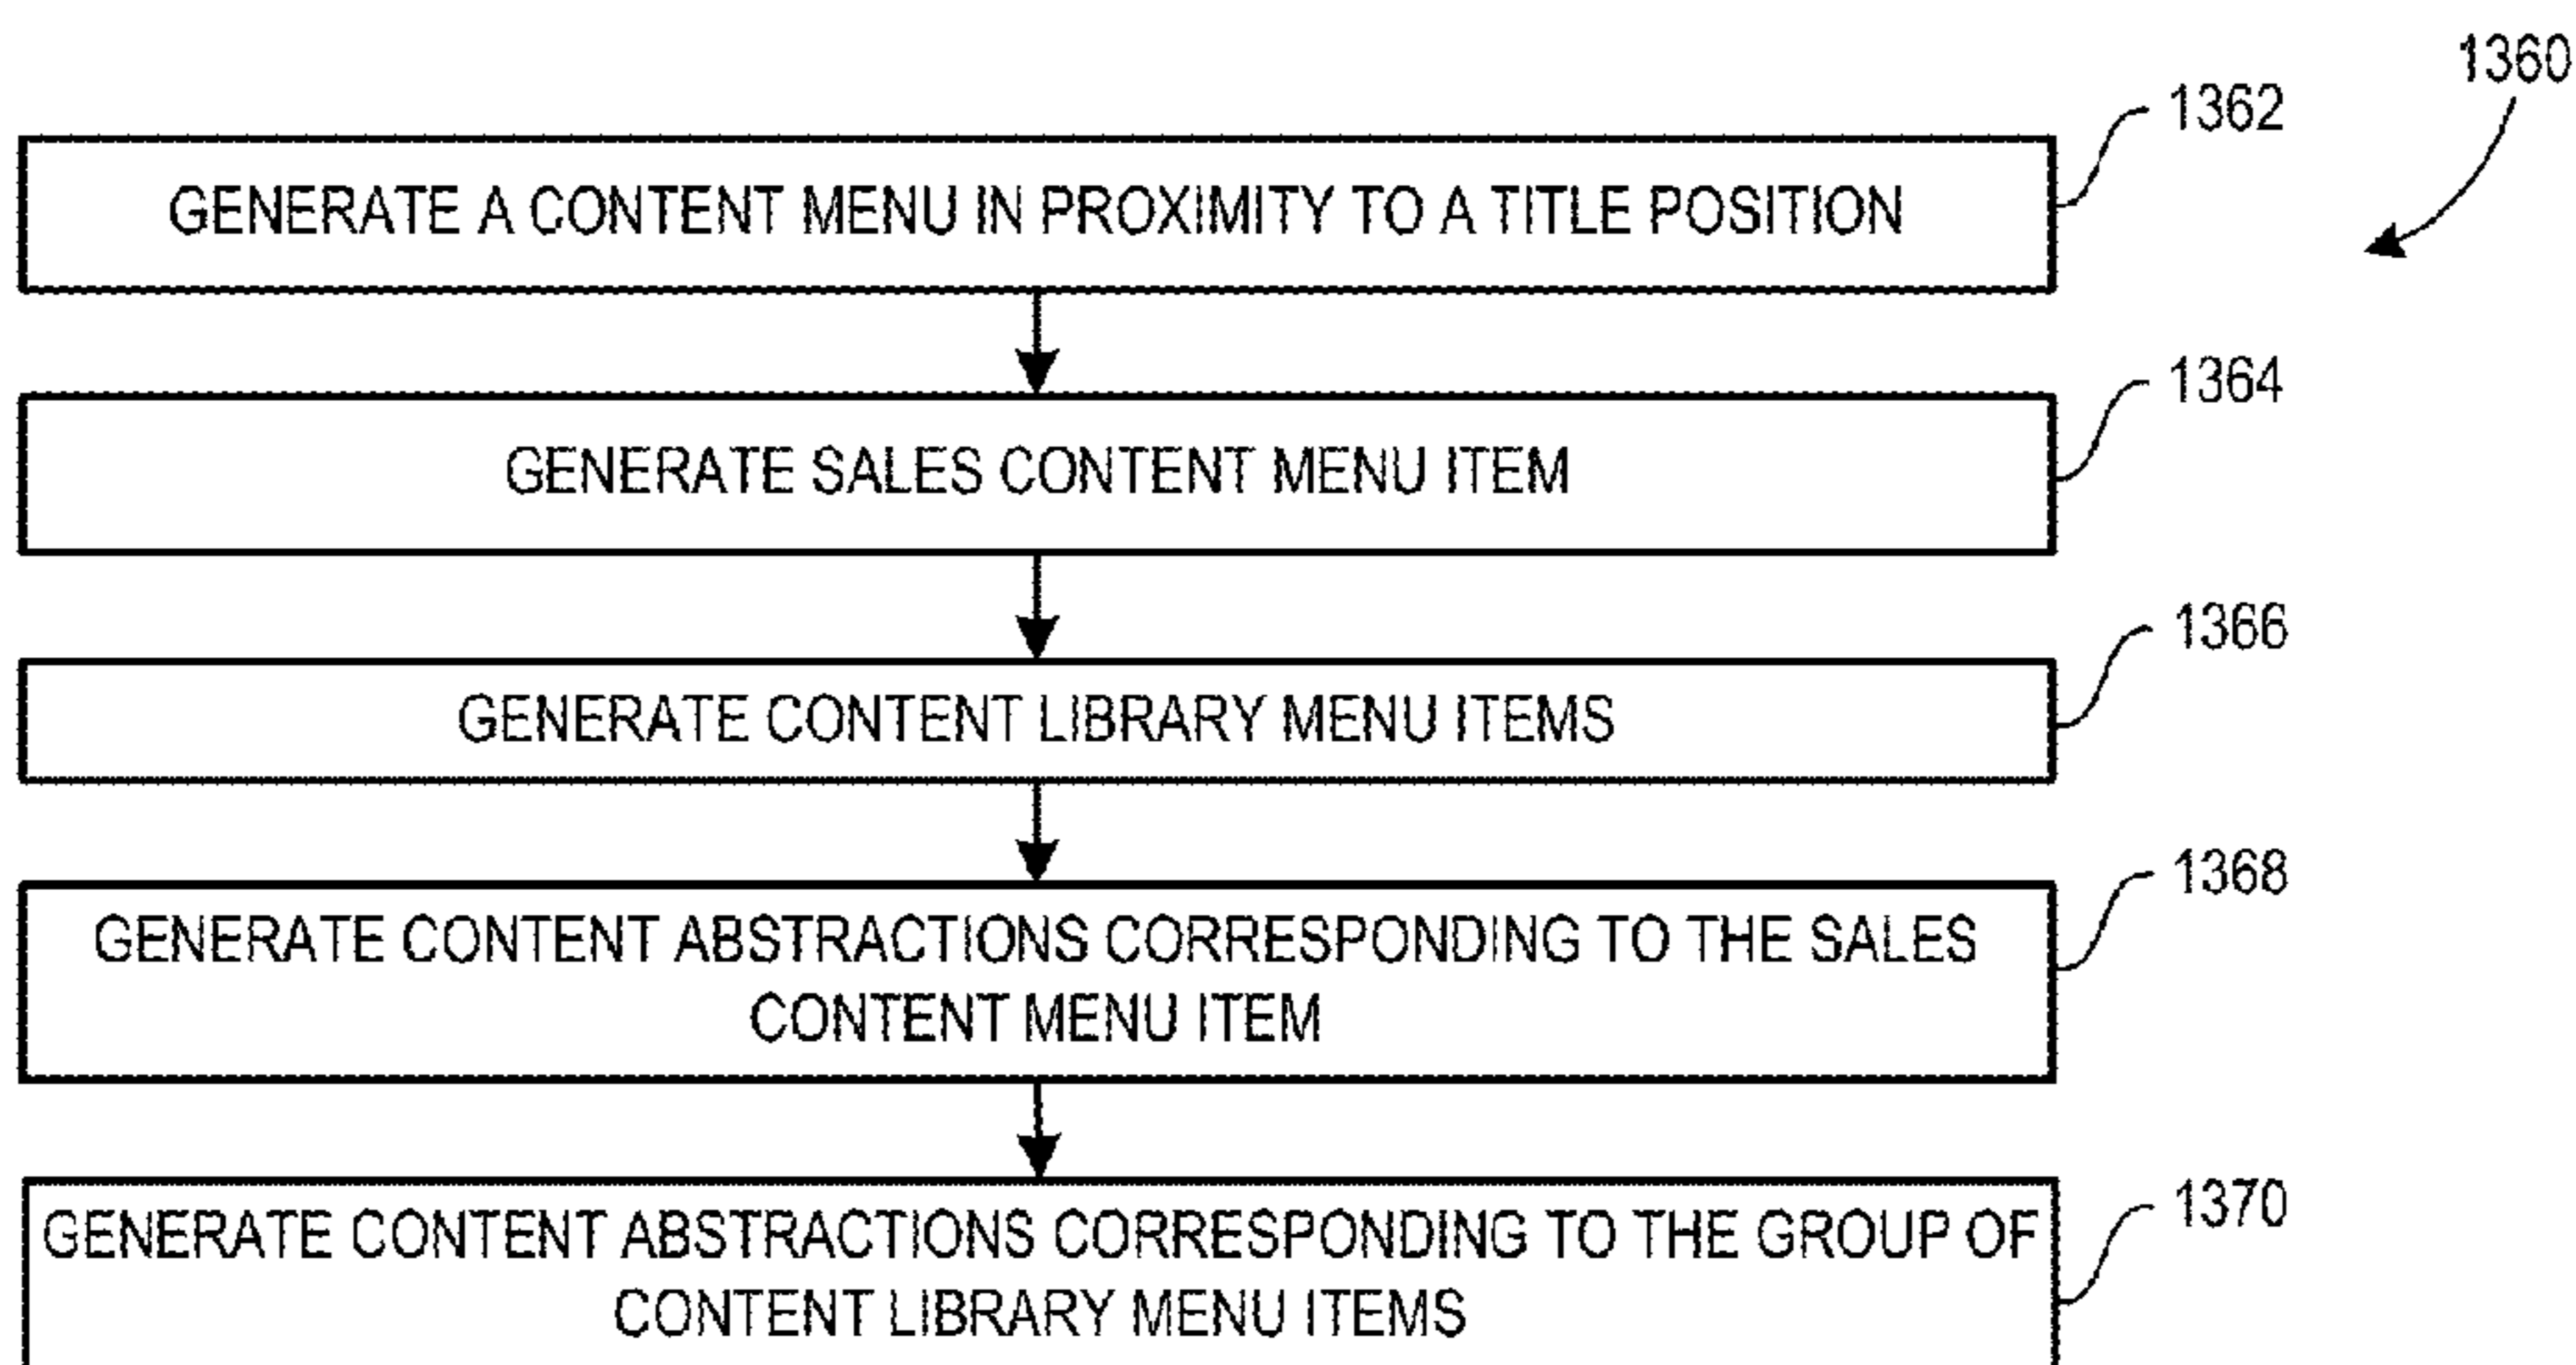 1360
1362
GENERATE A CONTENT MENU IN PROXIMITY TO A TITLE POSITION
1364
GENERATE SALES CONTENT MENU ITEM
1366
GENERATE CONTENT LIBRARY MENU ITEMS
1368
GENERATE CONTENT ABSTRACTIONS CORRESPONDING TO THE SALES
CONTENT MENU ITEM
1370
GENERATE CONTENT ABSTRACTIONS CORRESPONDING TO THE GROUP OF
CONTENT LIBRARY MENU ITEMS